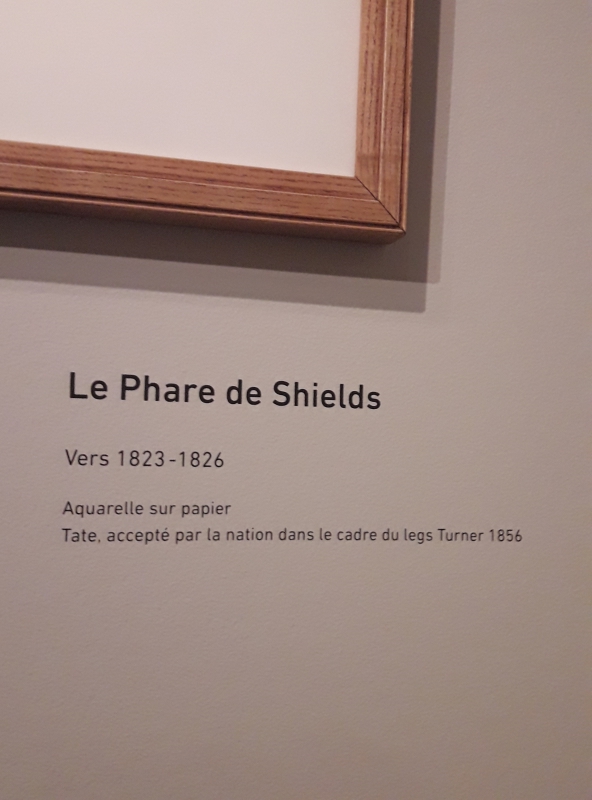 Le Phare de Shields
Vers 1823-1826
Aquarelle sur papier
Tate, accepté par la nation dans le cadre du legs Turner 1856